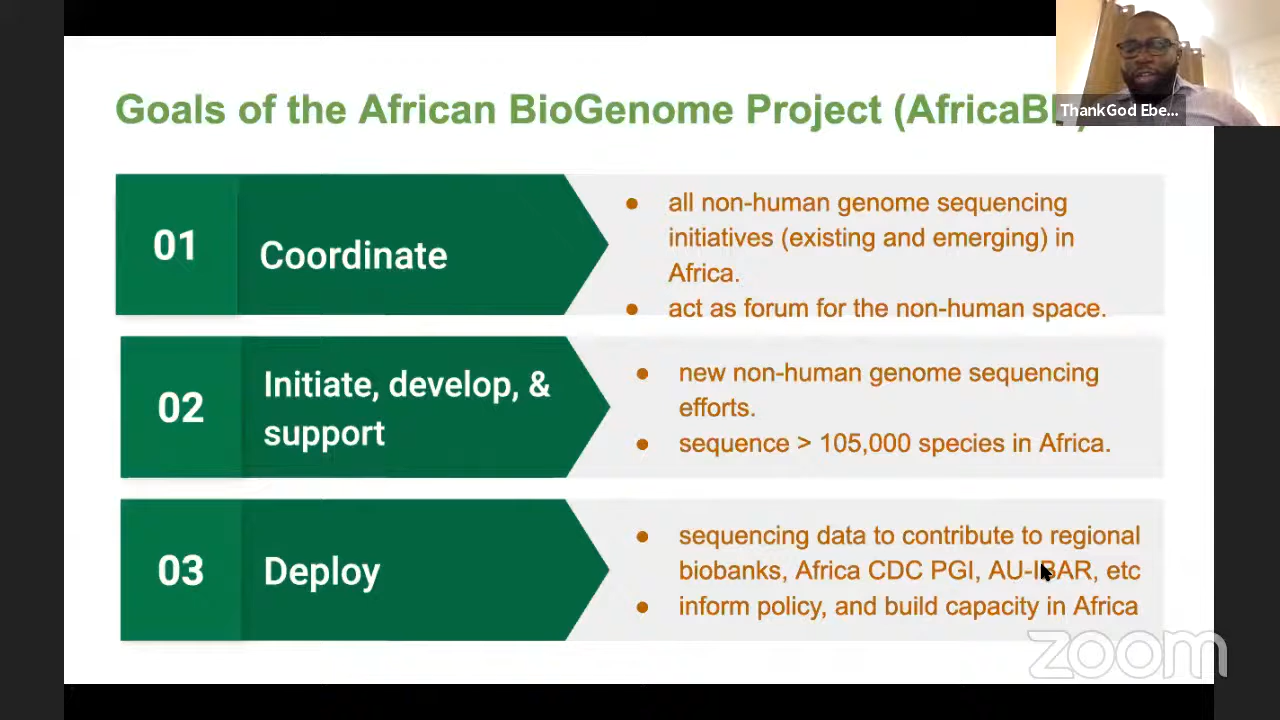 Goals of the African BioGenome Project (AfricaB
ThankGod Ebe...
01
Coordinate
● all non-human genome sequencing
initiatives (existing and emerging) in
Africa.
● act as forum for the non-human space.
02
Initiate, develop, &
support
● new non-human genome sequencing
efforts.
● sequence > 105,000 species in Africa.
03
Deploy
● sequencing data to contribute to regional
biobanks, Africa CDC PGI, AU-IBAR, etc
● inform policy, and build capacity in Africa
zoom